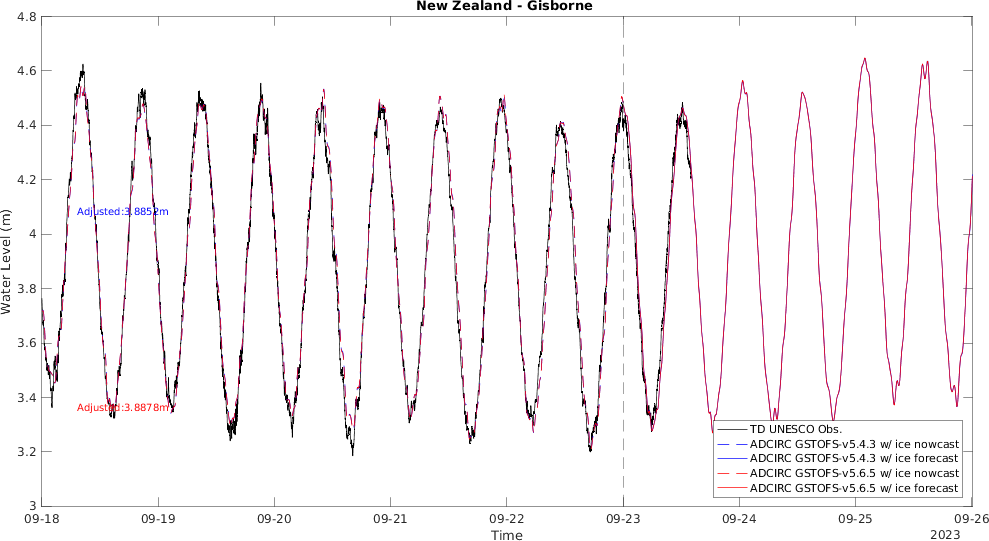 New Zealand - Gisborne
4.8
4.6
4.4
4.2
4
3.8
3.6
3.4
3.2
3
Water Level (m)
Adjusted:3.8852m
Adjusted:3.8878m
TD UNESCO Obs.
ADCIRC GSTOFS-v5.4.3 w/ ice nowcast
ADCIRC GSTOFS-v5.4.3 w/ ice forecast
ADCIRC GSTOFS-v5.6.5 w/ ice nowcast
ADCIRC GSTOFS-v5.6.5 w/ ice forecast
09-18 09-19 09-20 09-21 09-22 09-23 09-24 09-25 09-26
Time
2023